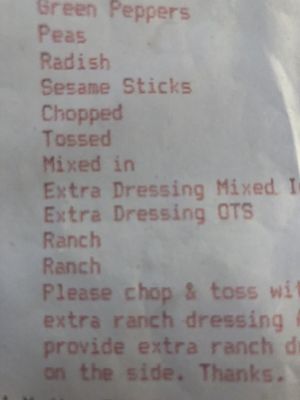 Green Peppers
Peas
Radish
Sesame Sticks
Chopped
Tossed
Mixed in
Extra Dressing Mixed
Extra Dressing OTS
Ranch
Ranch
Please chop & toss
extra ranch dressing
provide extra ranch
on the side. Thanks.